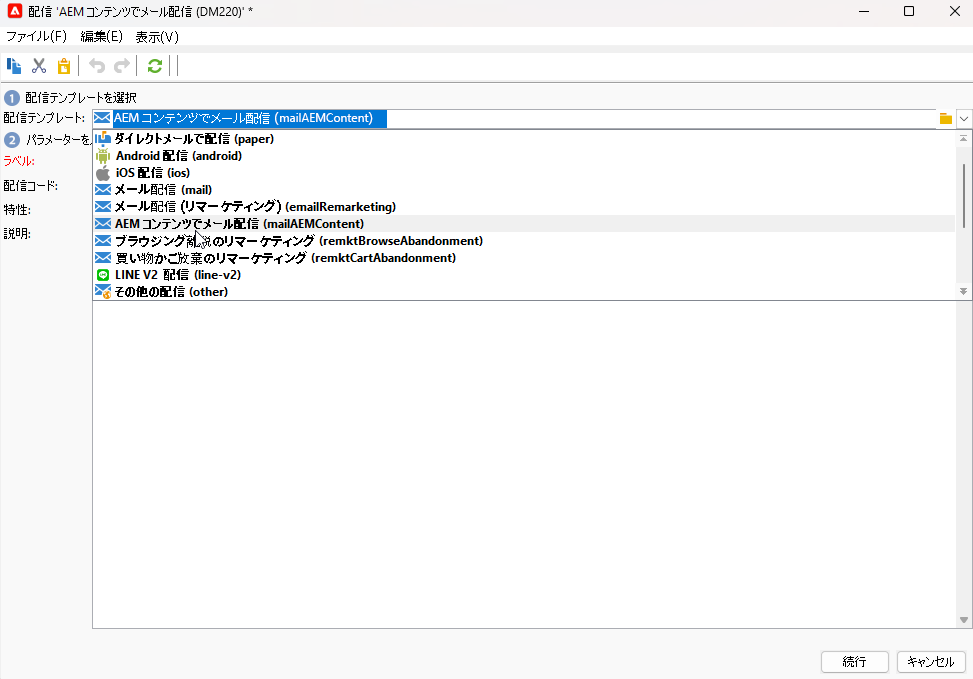 配信 'AEMコンテンツでメール配信 (DM220)' *
ファイル(F) 編集(E) 表示(V)
1 配信テンプレートを選択
配信テンプレート: AEMコンテンツでメール配信 (mailAEMContent)
2 パラメーターを
ラベル:
配信コード:
特性:
説明:
ダイレクトメールで配信 (paper)
Android 配信 (android)
iOS 配信 (ios)
メール配信 (mail)
メール配信 (リマーケティング) (emailRemarketing)
AEM コンテンツでメール配信 (mailAEMContent)
ブラウジング離脱のリマーケティング (remktBrowseAbandonment)
買い物かご放棄のリマーケティング (remktCartAbandonment)
LINE V2 配信 (line-v2)
その他の配信 (other)
続行 キャンセル